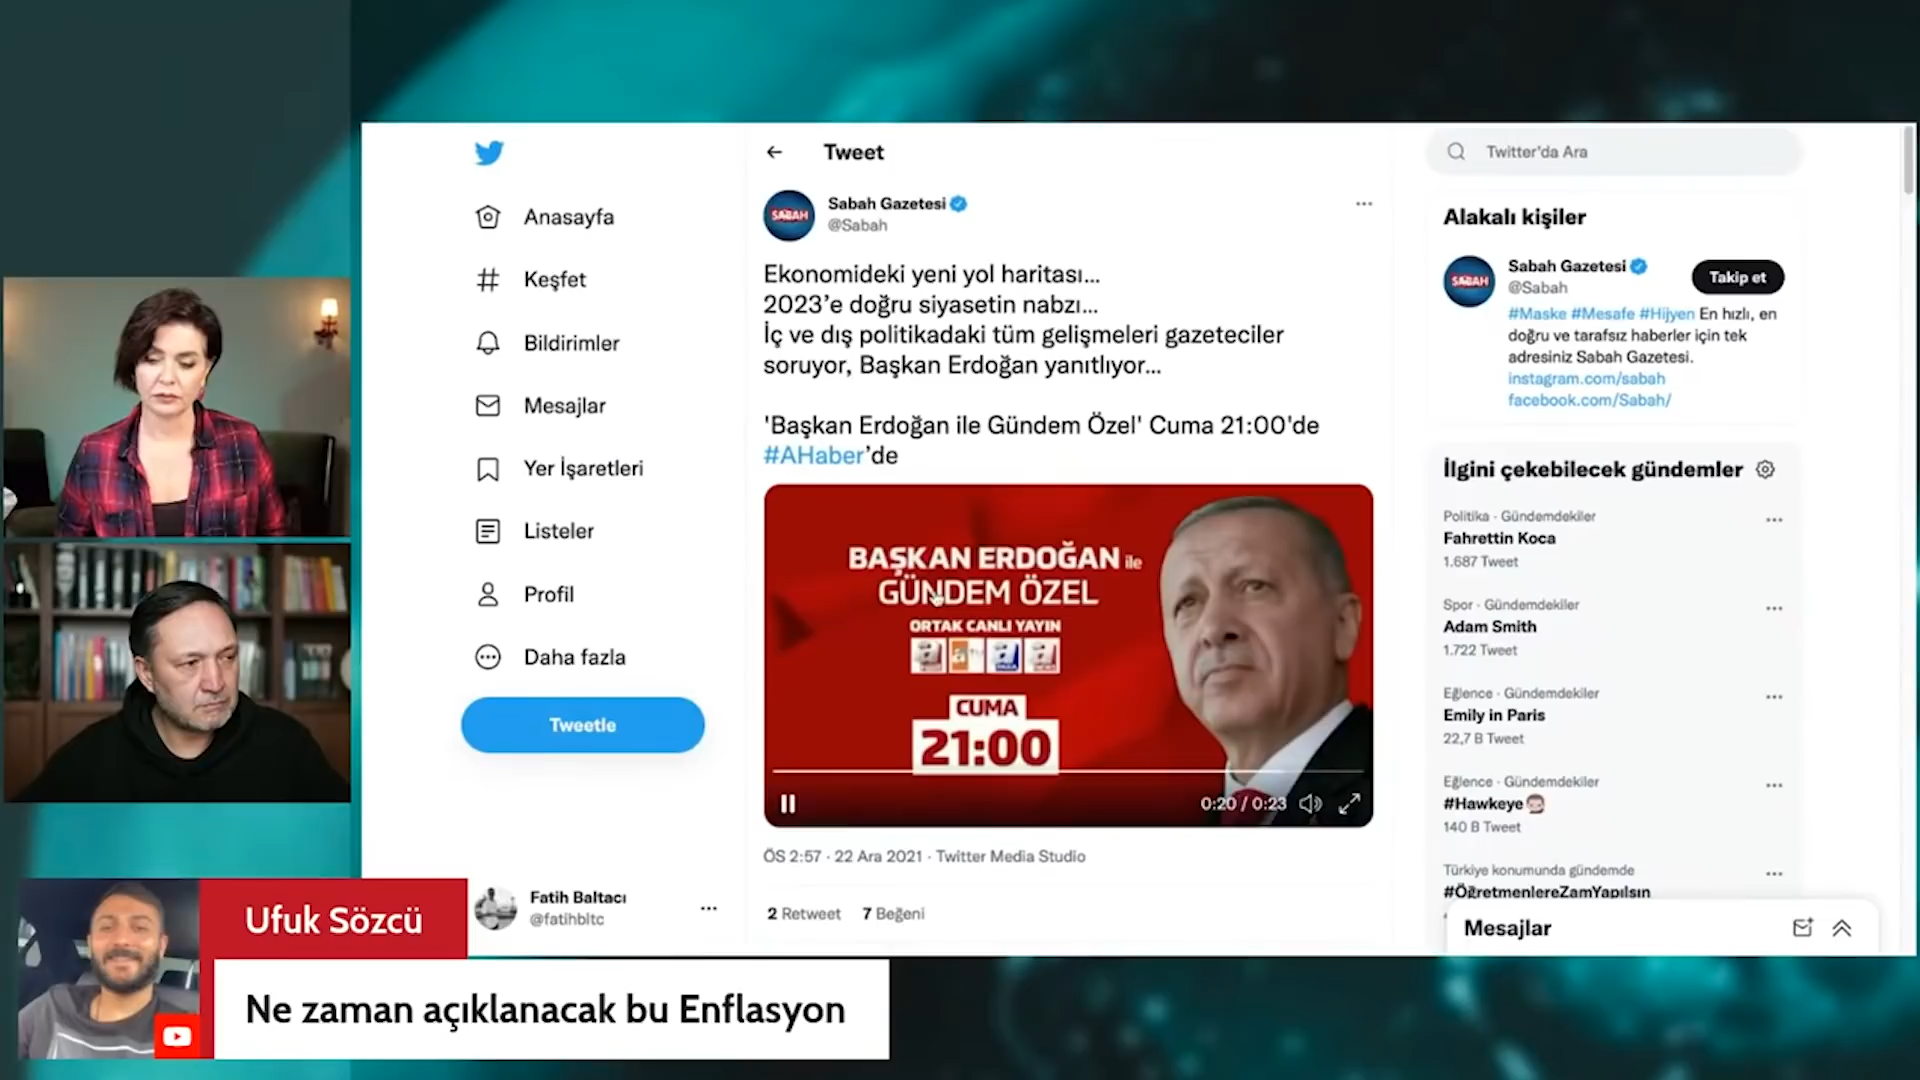 Tweet
Twitter'da Ara
Anasayfa
Keşfet
Bildirimler
Mesajlar
Yer İşaretleri
Listeler
Profil
Daha fazla
Tweetle
Fatih Baltacı
@fatihbltc
SABAH
Sabah Gazetesi
@Sabah
Ekonomideki yeni yol haritası...
2023’e doğru siyasetin nabzı...
İç ve dış politikadaki tüm gelişmeleri gazeteciler
soruyor, Başkan Erdoğan yanıtlıyor...
'Başkan Erdoğan ile Gündem Özel' Cuma 21:00'de
#AHaber’de
BAŞKAN ERDOĞAN ile
GÜNDEM ÖZEL
ORTAK CANLI YAYIN
CUMA
21:00
0:20 / 0:23
ÖS 2:57 · 22 Ara 2021 · Twitter Media Studio
2 Retweet 7 Beğeni
Alakalı kişiler
SABAH
Sabah Gazetesi
@Sabah
Takip et
#Maske #Mesafe #Hijyen En hızlı, en
doğru ve tarafsız haberler için tek
adresiniz Sabah Gazetesi.
instagram.com/sabah
facebook.com/Sabah/
İlgini çekebilecek gündemler
Politika · Gündemdekiler
Fahrettin Koca
1.687 Tweet
Spor · Gündemdekiler
Adam Smith
1.722 Tweet
Eğlence · Gündemdekiler
Emily in Paris
22,7 B Tweet
Eğlence · Gündemdekiler
#Hawkeye
140 B Tweet
Türkiye konumunda gündemde
#ÖğretmenlereZamYapılsın
Mesajlar
Ufuk Sözcü
Ne zaman açıklanacak bu Enflasyon